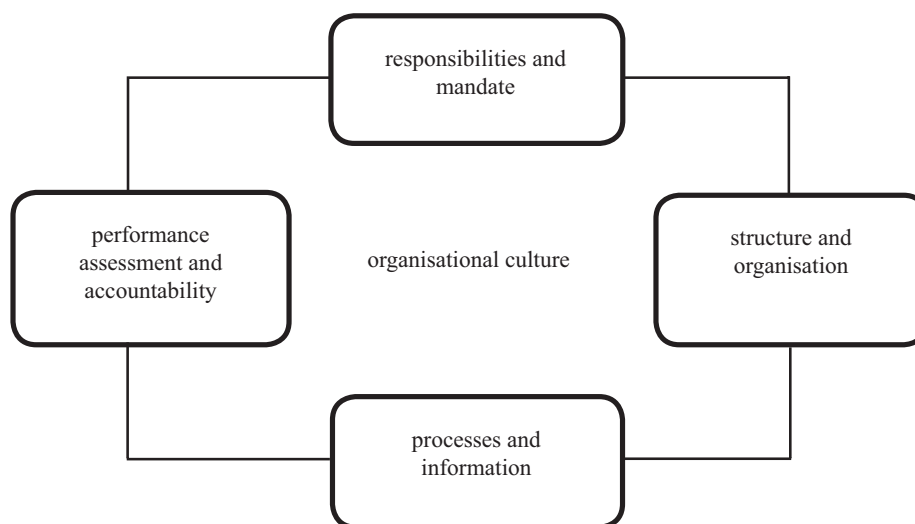 responsibilities and
mandate
performance
assessment and
accountability
organisational culture
structure and
organisation
processes and
information